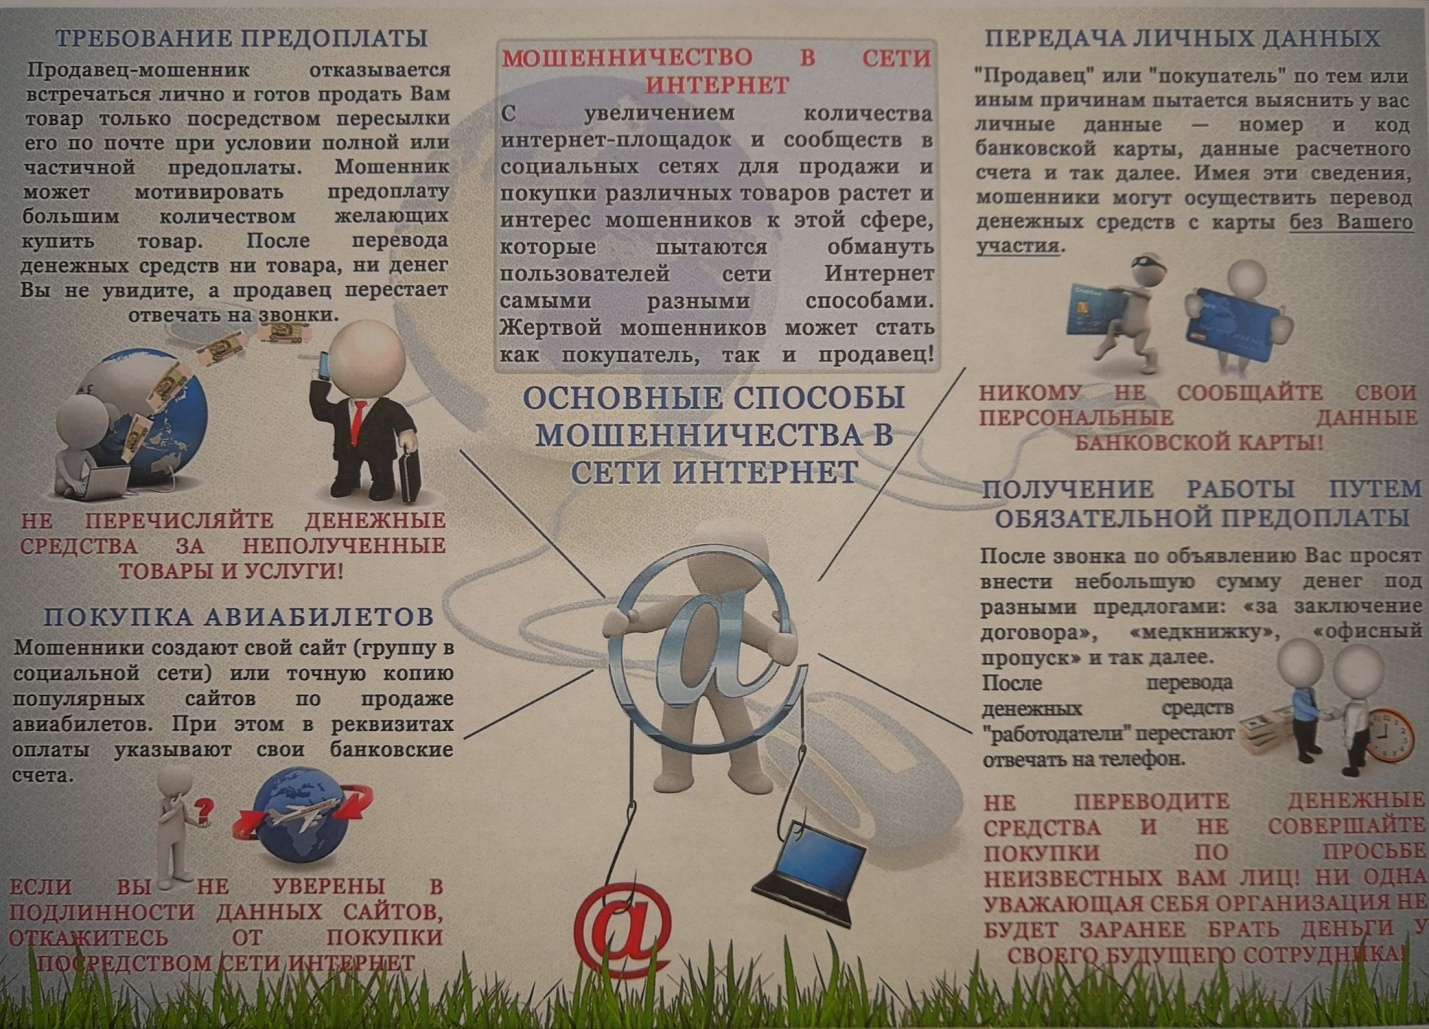 ТРЕБОВАНИЕ ПРЕДОПЛАТЫ
Продавец-мошенник отказывается
встречаться лично и готов продать Вам
товар только посредством пересылки
его по почте при условии полной или
частичной предоплаты. Мошенник
может мотивировать предоплату
большим количеством желающих
купить товар. После перевода
денежных средств ни товара, ни денег
Вы не увидите, а продавец перестает
отвечать на звонки.
НЕ ПЕРЕЧИСЛЯЙТЕ ДЕНЕЖНЫЕ
СРЕДСТВА ЗА НЕПОЛУЧЕННЫЕ
ТОВАРЫ И УСЛУГИ!
ПОКУПКА АВИАБИЛЕТОВ
Мошенники создают свой сайт (группу в
социальной сети) или точную копию
популярных сайтов по продаже
авиабилетов. При этом в реквизитах
оплаты указывают свои банковские
счета.
ЕСЛИ ВЫ НЕ УВЕРЕНЫ В
ПОДЛИННОСТИ ДАННЫХ САЙТОВ,
ОТКАЖИТЕСЬ ОТ ПОКУПКИ
ПОСРЕДСТВОМ СЕТИ ИНТЕРНЕТ
МОШЕННИЧЕСТВО В СЕТИ
ИНТЕРНЕТ
С увеличением количества
интернет-площадок и сообществ в
социальных сетях для продажи и
покупки различных товаров растет и
интерес мошенников к этой сфере,
которые пытаются обмануть
пользователей сети Интернет
самыми разными способами.
Жертвой мошенников может стать
как покупатель, так и продавец!
ОСНОВНЫЕ СПОСОБЫ
МОШЕННИЧЕСТВА В
СЕТИ ИНТЕРНЕТ
@
@
ПЕРЕДАЧА ЛИЧНЫХ ДАННЫХ
"Продавец" или "покупатель" по тем или
иным причинам пытается выяснить у вас
личные данные — номер и код
банковской карты, данные расчетного
счета и так далее. Имея эти сведения,
мошенники могут осуществить перевод
денежных средств с карты без Вашего
участия.
НИКОМУ НЕ СООБЩАЙТЕ СВОИ
ПЕРСОНАЛЬНЫЕ ДАННЫЕ
БАНКОВСКОЙ КАРТЫ!
ПОЛУЧЕНИЕ РАБОТЫ ПУТЕМ
ОБЯЗАТЕЛЬНОЙ ПРЕДОПЛАТЫ
После звонка по объявлению Вас просят
внести небольшую сумму денег под
разными предлогами: «за заключение
договора», «медкнижку», «офисный
пропуск» и так далее.
После перевода
денежных средств
"работодатели" перестают
отвечать на телефон.
НЕ ПЕРЕВОДИТЕ ДЕНЕЖНЫЕ
СРЕДСТВА И НЕ СОВЕРШАЙТЕ
ПОКУПКИ ПО ПРОСЬБЕ
НЕИЗВЕСТНЫХ ВАМ ЛИЦ! НИ ОДНА
УВАЖАЮЩАЯ СЕБЯ ОРГАНИЗАЦИЯ НЕ
БУДЕТ ЗАРАНЕЕ БРАТЬ ДЕНЬГИ У
СВОЕГО БУДУЩЕГО СОТРУДНИКА!